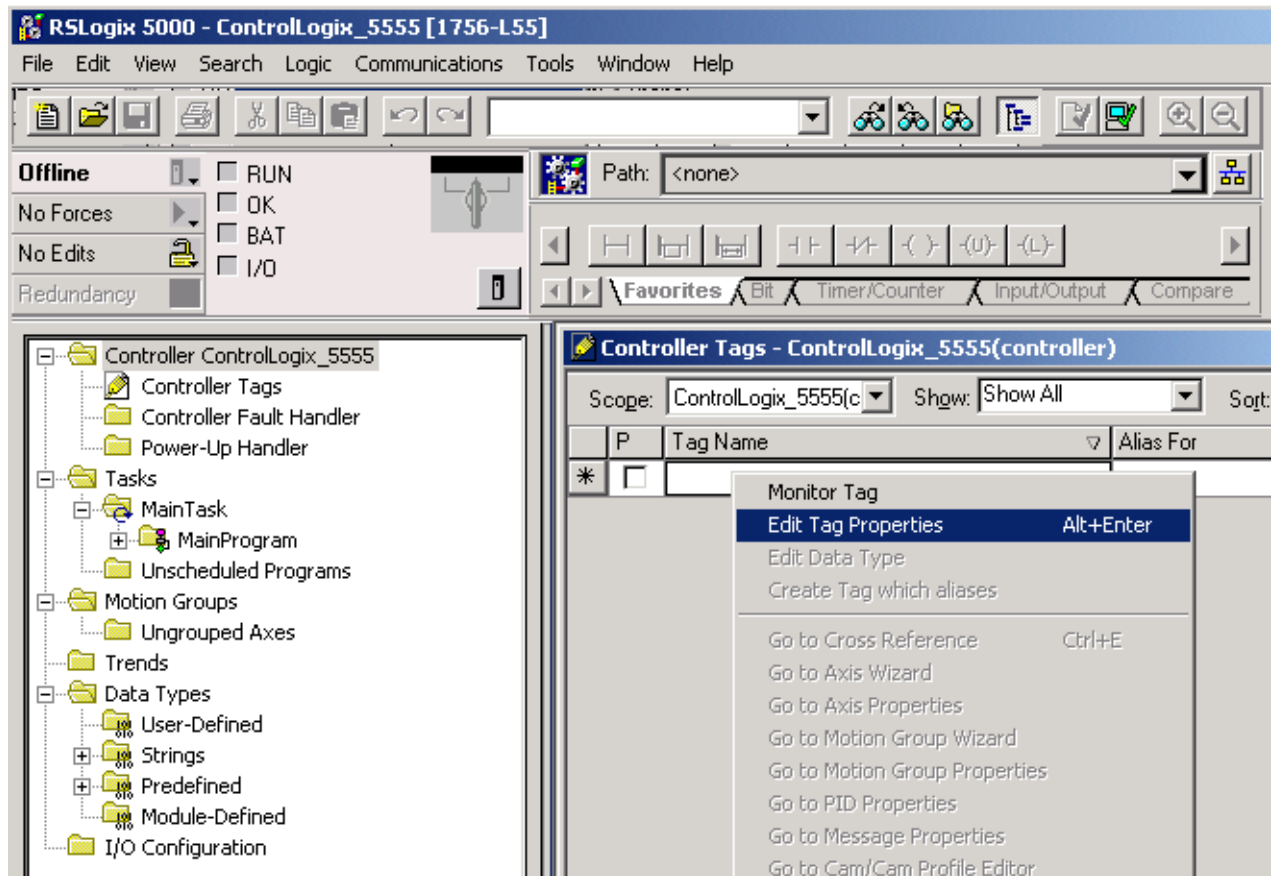 RSLogix 5000 - ControlLogix_5555 [1756-L55]
File Edit View Search Logic Communications Tools Window Help
Offline
RUN
No Forces
OK
BAT
No Edits
I/O
Redundancy
Path: <none>
Favorites Bit Timer/Counter Input/Output Compare
Controller ControlLogix_5555
Controller Tags
Controller Fault Handler
Power-Up Handler
Tasks
MainTask
MainProgram
Unscheduled Programs
Motion Groups
Ungrouped Axes
Trends
Data Types
User-Defined
Strings
Predefined
Module-Defined
I/O Configuration
Controller Tags - ControlLogix_5555(controller)
Scope: ControlLogix_5555(c Show: Show All Sort:
P Tag Name Alias For
Monitor Tag
Edit Tag Properties Alt+Enter
Edit Data Type
Create Tag which aliases
Go to Cross Reference Ctrl+E
Go to Axis Wizard
Go to Axis Properties
Go to Motion Group Wizard
Go to Motion Group Properties
Go to PID Properties
Go to Message Properties
Go to Cam/Cam Profile Editor